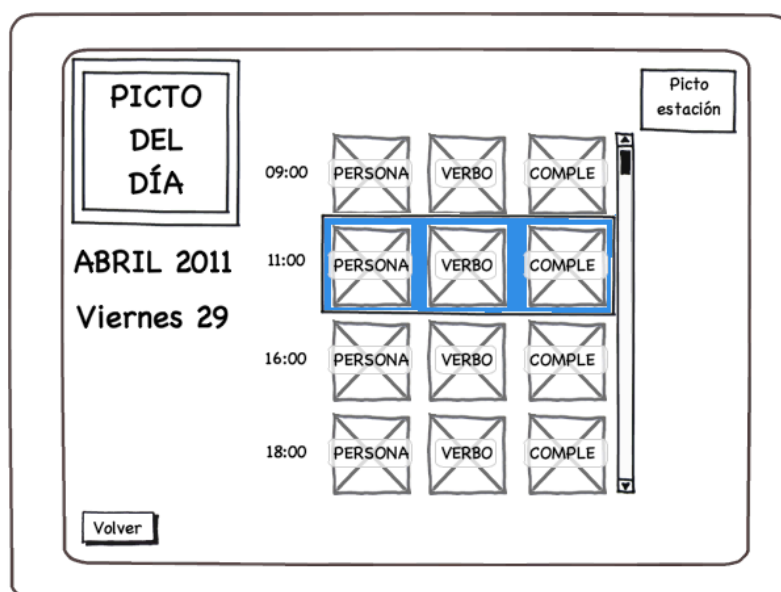 PICTO
DEL
DÍA
ABRIL 2011
Viernes 29
Picto
estación
09:00 PERSONA VERBO COMPLE
11:00 PERSONA VERBO COMPLE
16:00 PERSONA VERBO COMPLE
18:00 PERSONA VERBO COMPLE
Volver